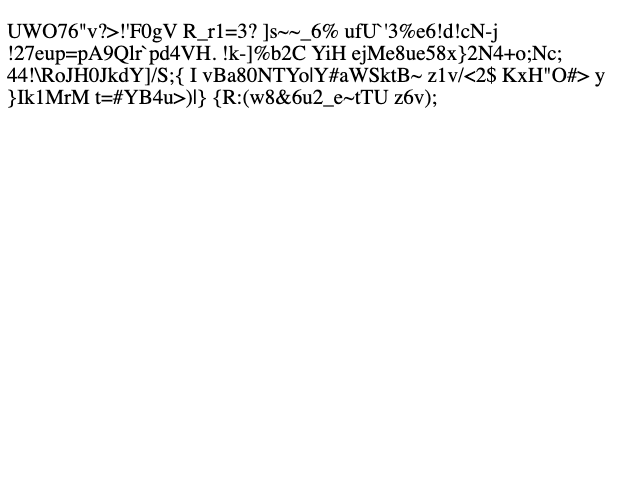 UWO76"v?>!'F0gV R_r1=3? ]s~~_6% ufU`'3%e6!d!cN-j
!27eup=pA9Qlr`pd4VH. !k-]%b2C YiH ejMe8ue58x}2N4+o;Nc;
44!\RoJH0JkdY]/S;{ I vBa80NTYo|Y#aWSktB~ z1v/<2$ KxH"O#> y
}Ik1MrM t=#YB4u>)|} {R:(w8&6u2_e~tTU z6v);